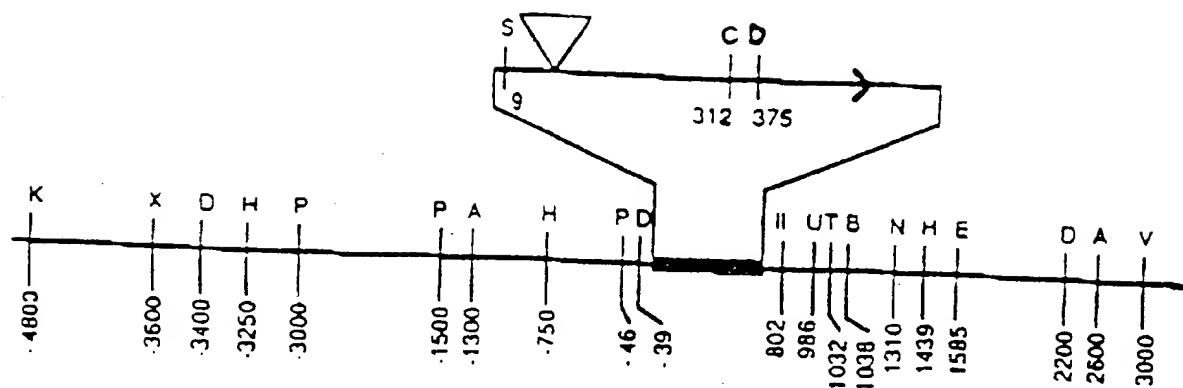 S C D
9 312 375
K X D H P P A H P D II U T B N H E D A V
-4800 -3600 -3400 -3250 -3000 -1500 -1300 -750 -46 -39 802 986 1032 1038 1310 1439 1585 2200 2600 3000